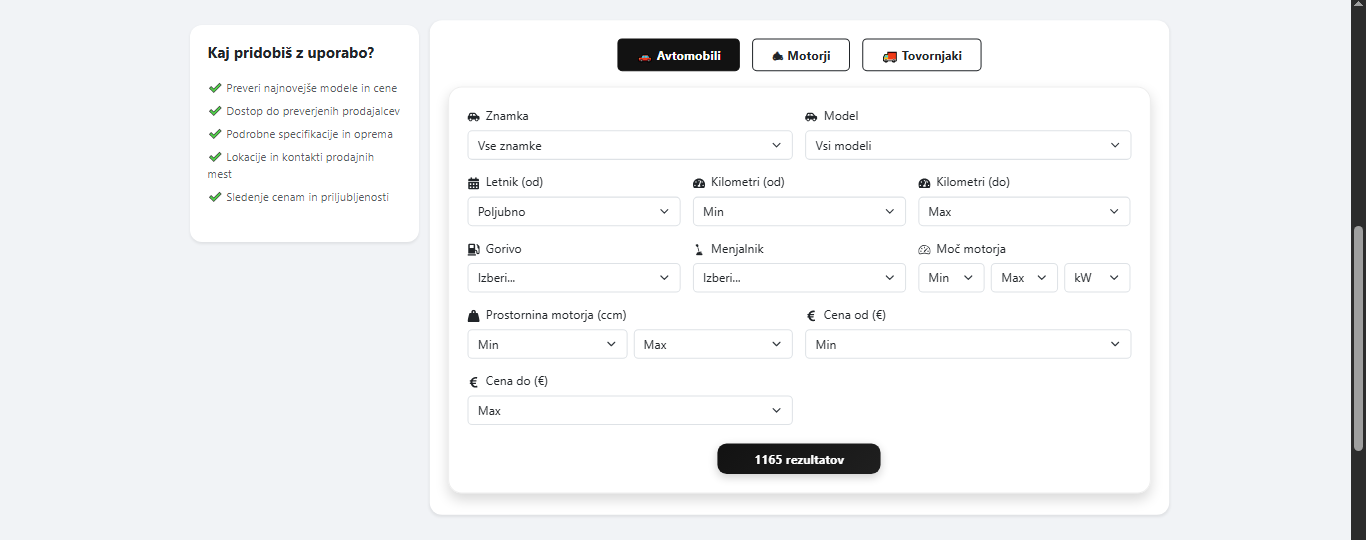 Kaj pridobiš z uporabo?
Preveri najnovejše modele in cene
Dostop do preverjenih prodajalcev
Podrobne specifikacije in oprema
Lokacije in kontakti prodajnih
mest
Sledenje cenam in priljubljenosti
Avtomobili Motorji Tovornjaki
Znamka Model
Vse znamke Vsi modeli
Letnik (od) Kilometri (od) Kilometri (do)
Poljubno Min Max
Gorivo Menjalnik Moč motorja
Izberi... Izberi... Min Max kW
Prostornina motorja (ccm) Cena od (€)
Min Max Min
Cena do (€)
Max
1165 rezultatov